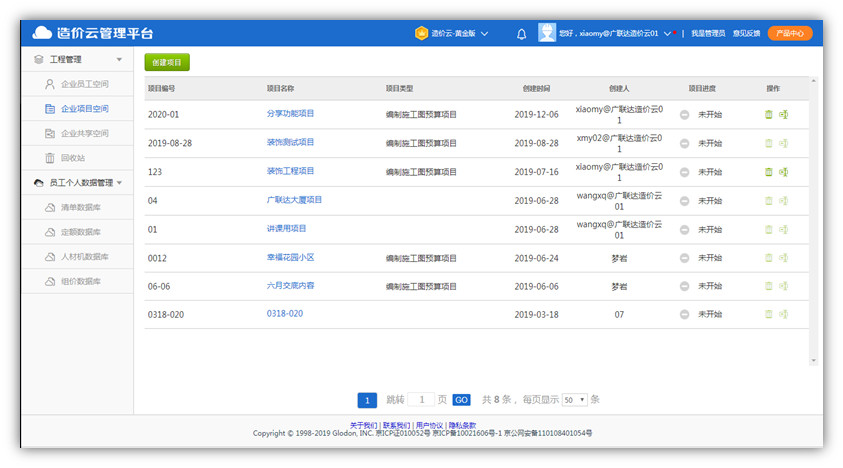 造价云管理平台
造价云-黄金版
您好，xiaomy@广联达造价云01
| 我是管理员 意见反馈 产品中心
工程管理
企业员工空间
企业项目空间
企业共享空间
回收站
员工个人数据管理
清单数据库
定额数据库
人材机数据库
组价数据库
创建项目
项目编号 项目名称 项目类型 创建时间 创建人 项目进度 操作
2020-01 分享功能项目 编制施工图预算项目 2019-12-06 xiaomy@广联达造价云01 未开始
2019-08-28 装饰测试项目 编制施工图预算项目 2019-08-28 xmy02@广联达造价云01 未开始
123 装饰工程项目 编制施工图预算项目 2019-07-16 xiaomy@广联达造价云01 未开始
04 广联达大厦项目 2019-06-28 wangxq@广联达造价云01 未开始
01 讲课用项目 2019-06-28 wangxq@广联达造价云01 未开始
0012 幸福花园小区 编制施工图预算项目 2019-06-24 梦岩 未开始
06-06 六月交底内容 编制施工图预算项目 2019-06-06 梦岩 未开始
0318-020 0318-020 2019-03-18 07 未开始
1 跳转 1 页 GO 共 8 条， 每页显示 50 条
关于我们 | 联系我们 | 用户协议 | 隐私条款
Copyright © 1998-2019 Glodon, INC. 京ICP证010052号 京ICP备10021606号-1 京公网安备110108401054号